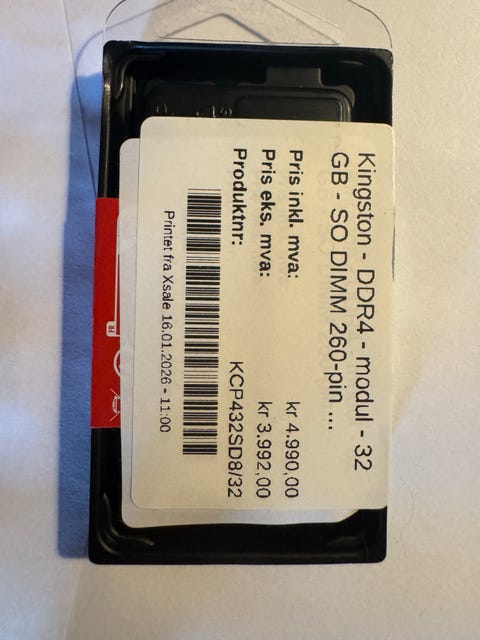 Kingston - DDR4 - modul - 32
GB - SO DIMM 260-pin ...
Pris inkl. mva: kr 4.990,00
Pris eks. mva: kr 3.992,00
Produktnr: KCP432SD8/32
Printet fra Xsale 16.01.2026 - 11:00